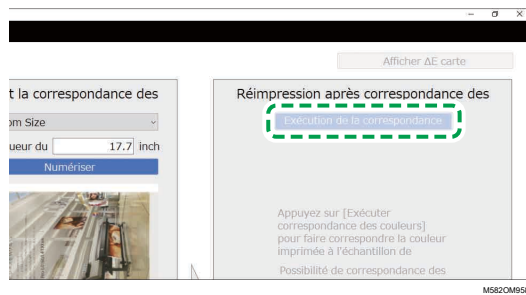 Afficher ΔE carte
t la correspondance des
om Size
ueur du 17.7 inch
Numériser
Réimpression après correspondance des
Exécution de la correspondance
Appuyez sur [Exécuter
correspondance des couleurs]
pour faire correspondre la couleur
imprimée à l'échantillon de
Possibilité de correspondance des
M582OM95